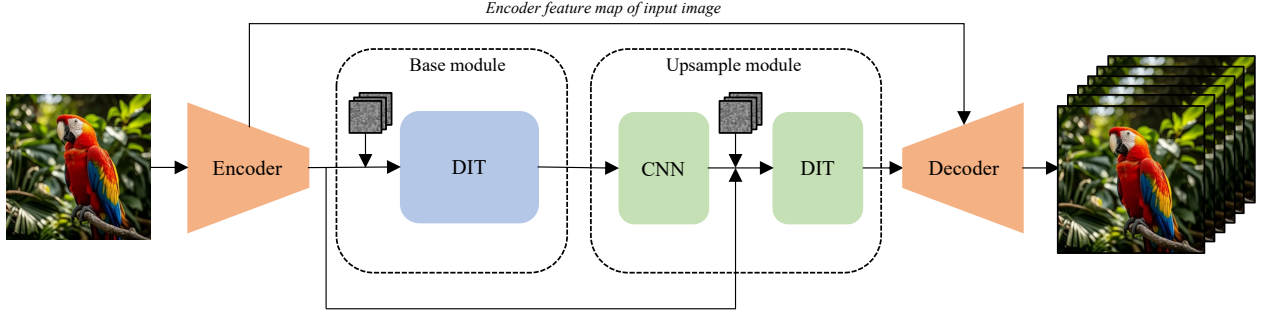 Encoder feature map of input image
Base module
Upsample module
Encoder
DIT
CNN
DIT
Decoder